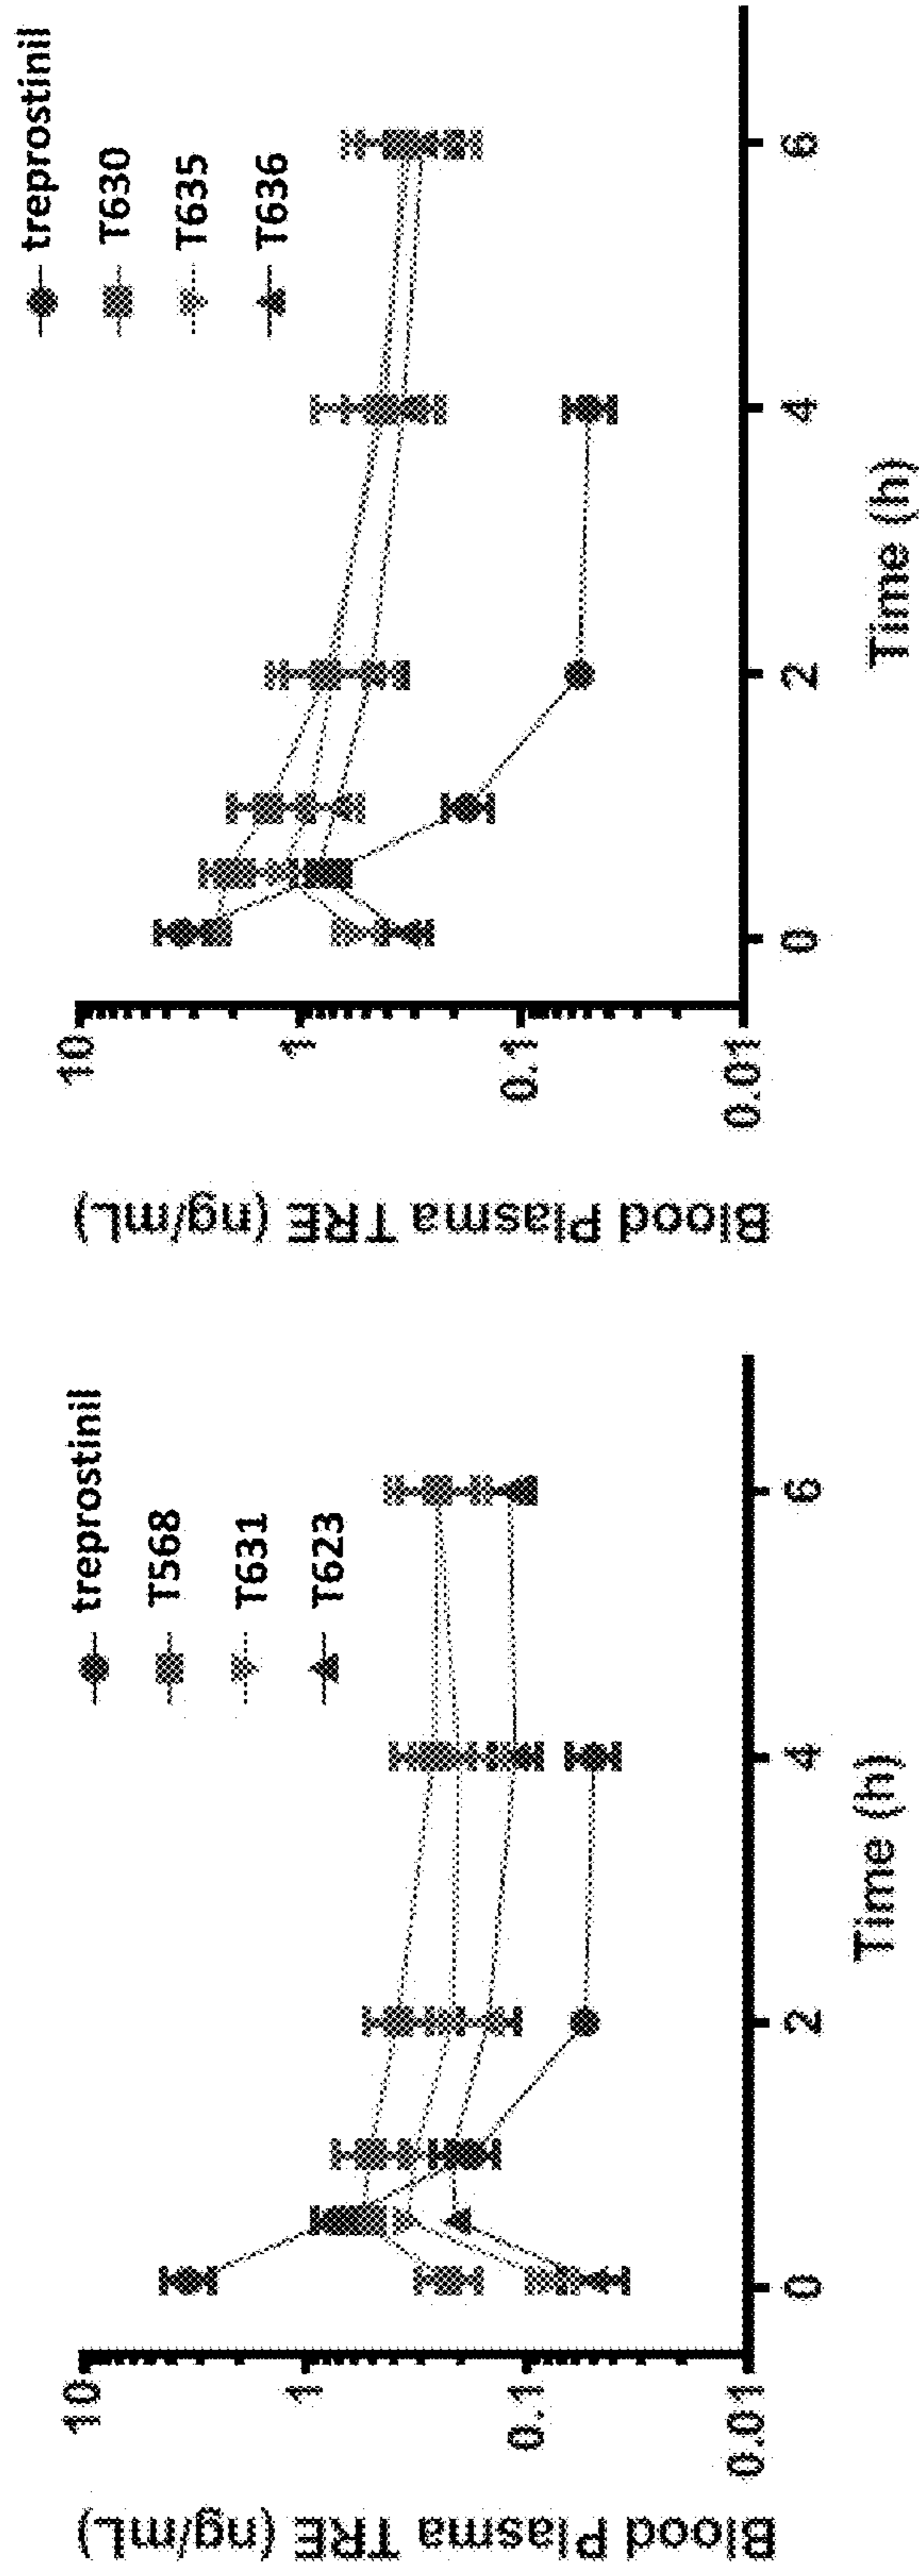 Blood Plasma TRE (ng/mL)
10
1
0.1
0.01
treprostinil
T568
T631
T623
0
2
4
6
Time (h)
Blood Plasma TRE (ng/mL)
10
1
0.1
0.01
treprostinil
T630
T635
T636
0
2
4
6
Time (h)